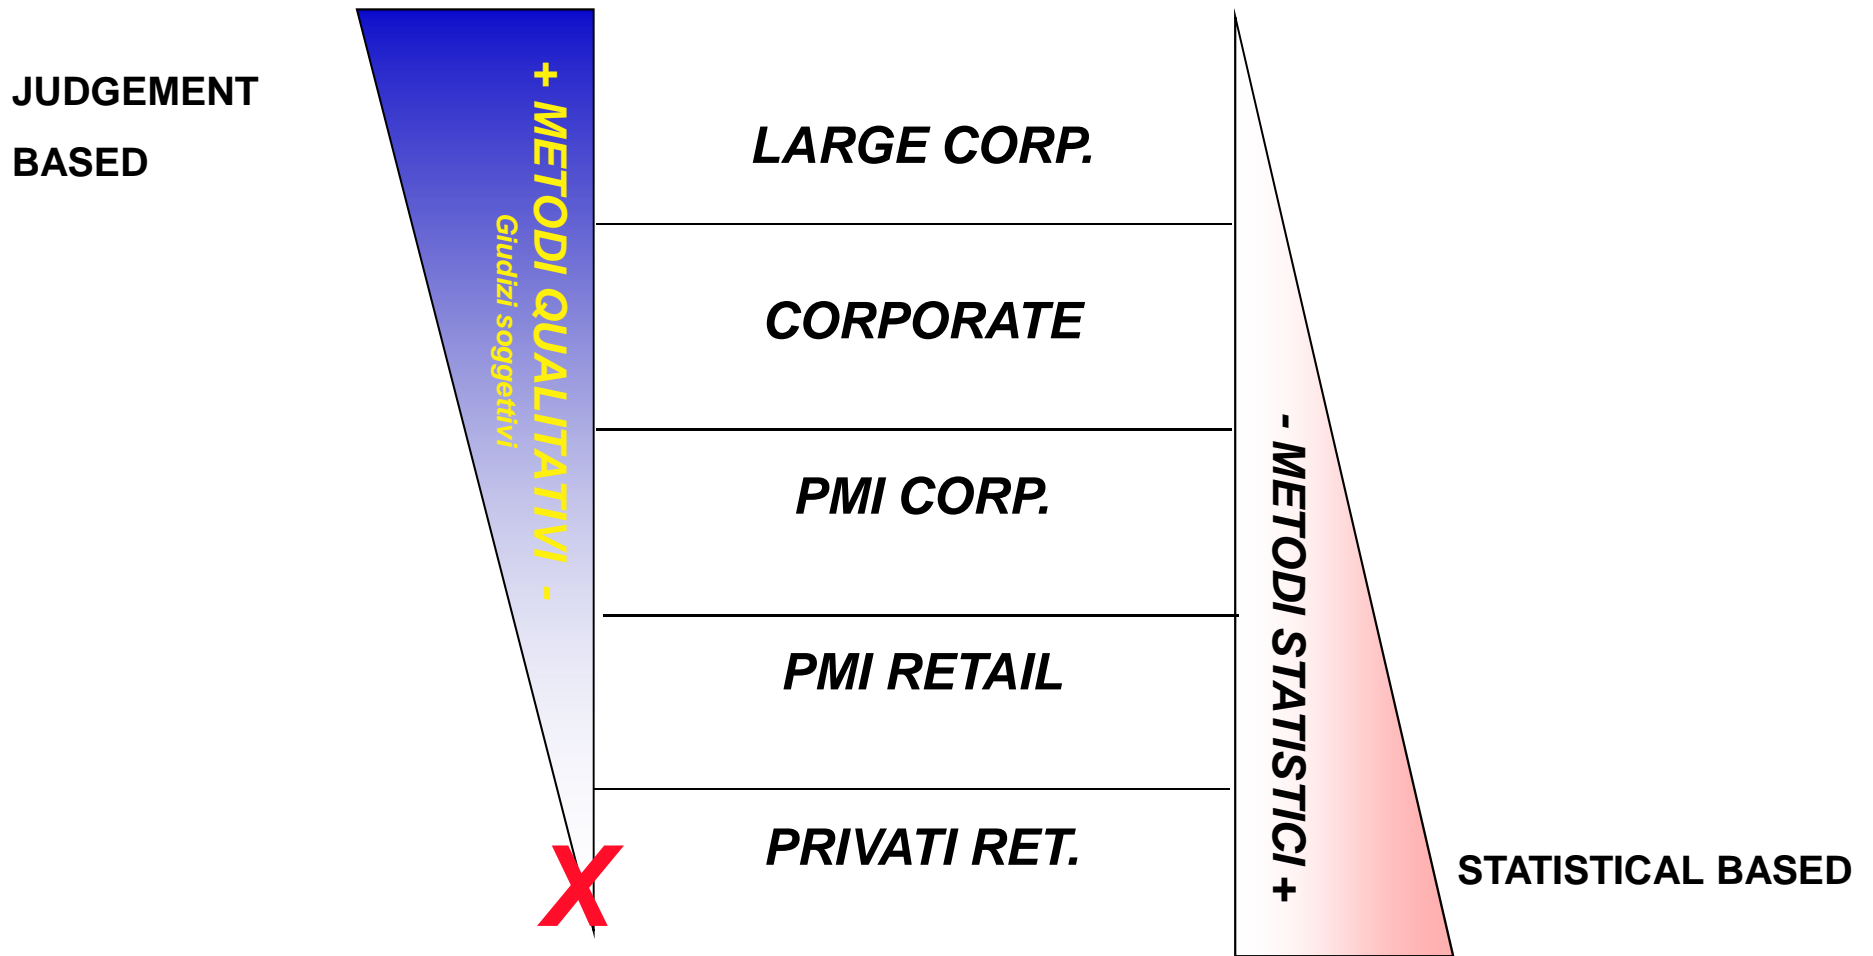 JUDGEMENT
BASED
+ METODI QUALITATIVI -
Giudizi soggettivi
LARGE CORP.
CORPORATE
PMI CORP.
PMI RETAIL
PRIVATI RET.
X
- METODI STATISTICI +
STATISTICAL BASED